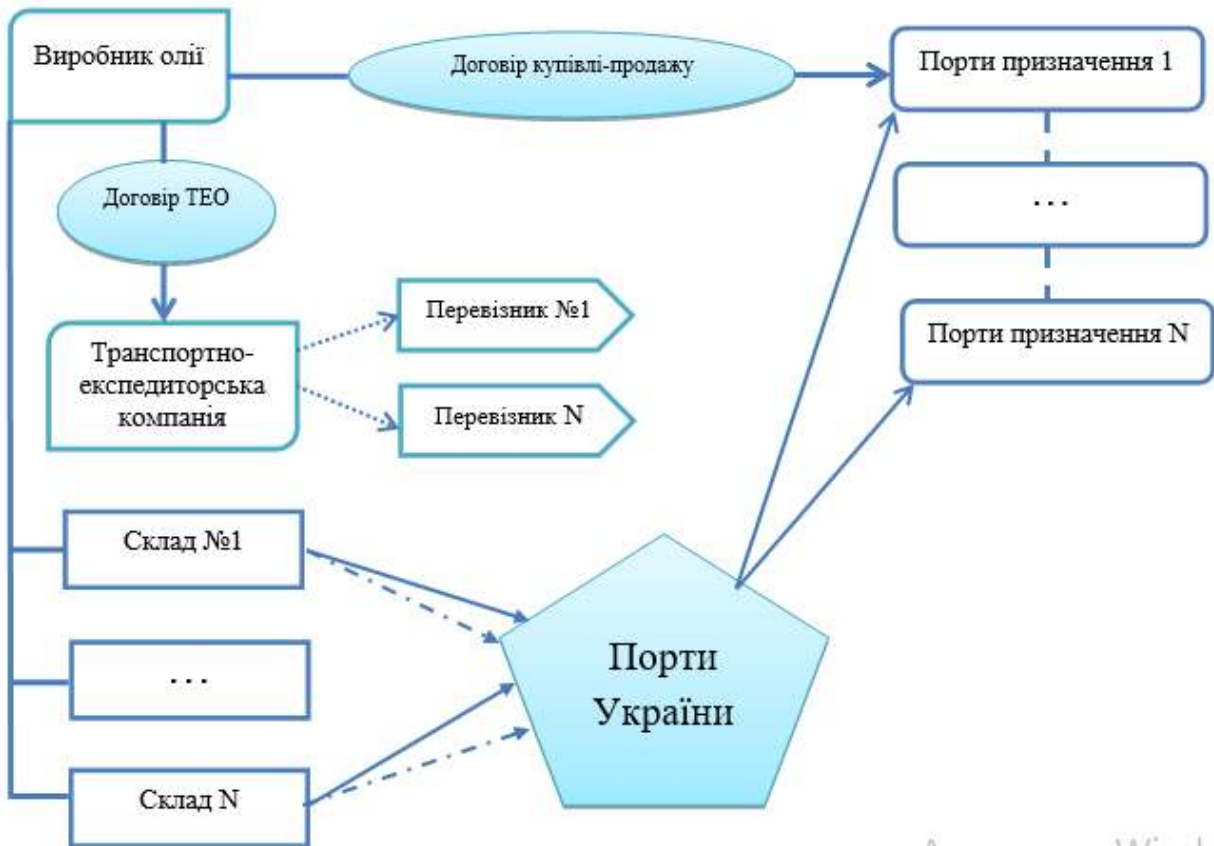 Виробник олії
Договір купівлі-продажу
Порти призначення 1
Договір ТЕО
. . .
Перевізник №1
Порти призначення N
Транспортно-
експедиторська
компанія
Перевізник N
Склад №1
Порти
України
. . .
Склад N